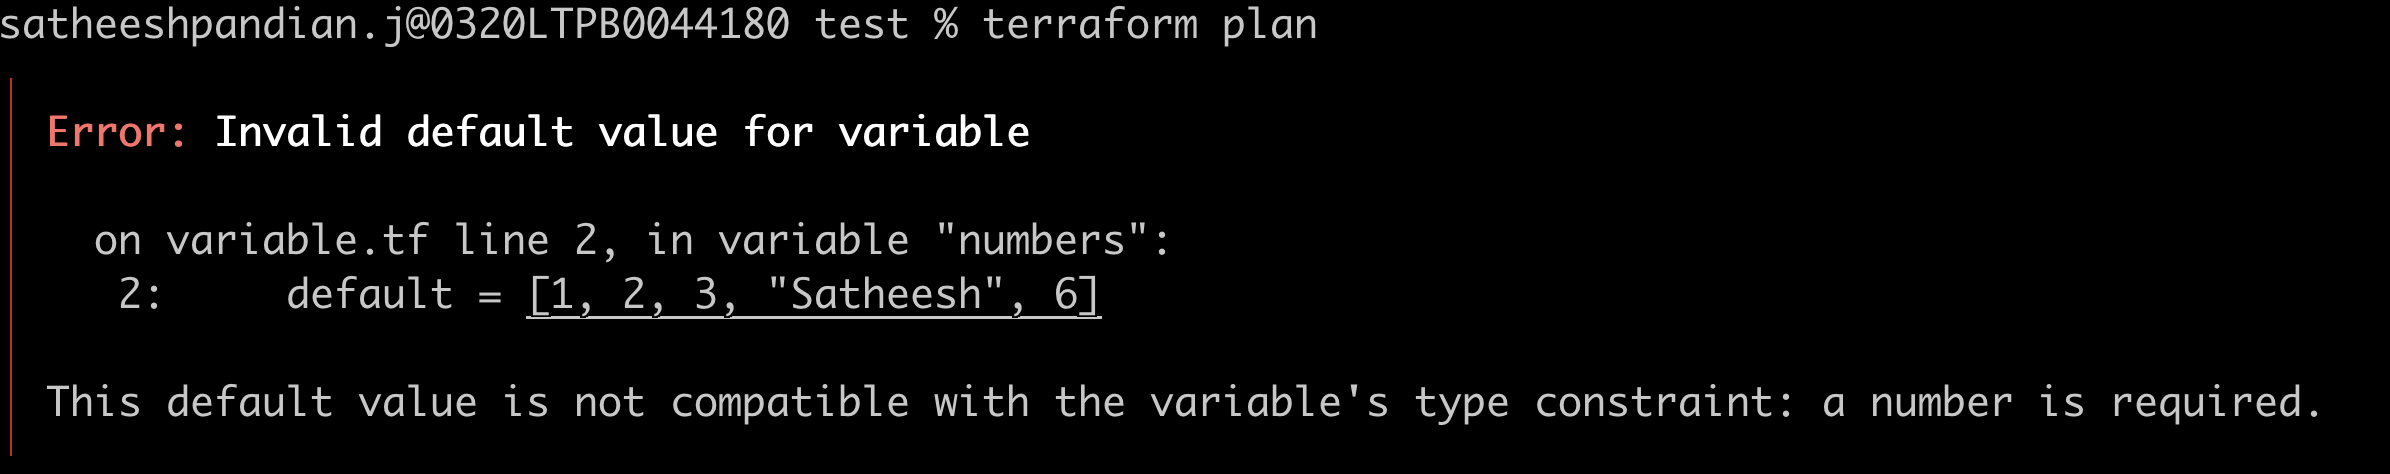 satheeshpandian.j@0320LTPB0044180 test % terraform plan
Error: Invalid default value for variable
on variable.tf line 2, in variable "numbers":
2: default = [1, 2, 3, "Satheesh", 6]
This default value is not compatible with the variable's type constraint: a number is required.